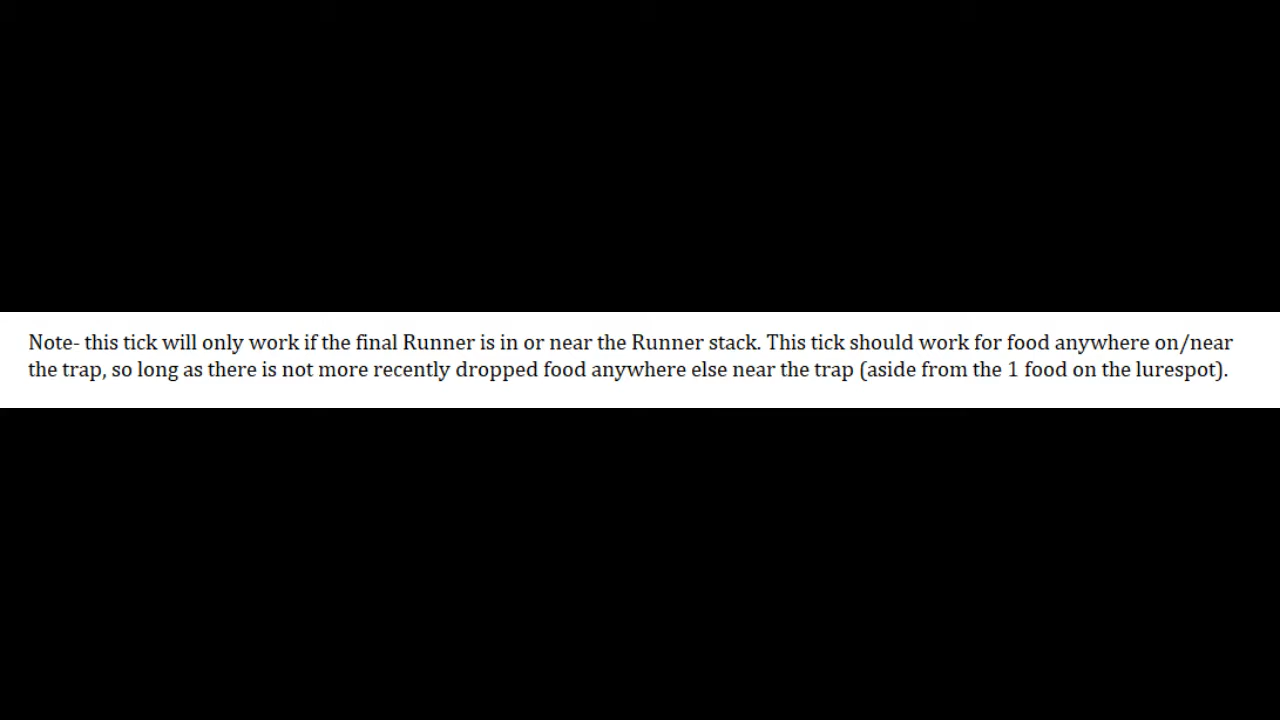 Note- this tick will only work if the final Runner is in or near the Runner stack. This tick should work for food anywhere on/near
the trap, so long as there is not more recently dropped food anywhere else near the trap (aside from the 1 food on the lurespot).